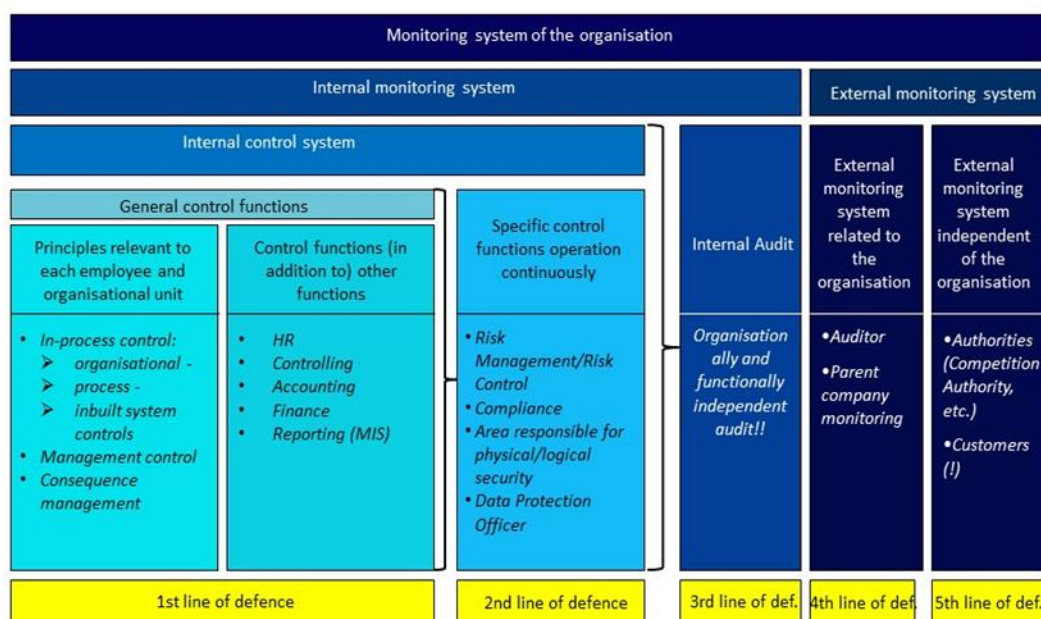 Monitoring system of the organisation
Internal monitoring system
External monitoring system
Internal control system
General control functions
Principles relevant to
each employee and
organisational unit
• In-process control:
➢ organisational -
➢ process -
➢ inbuilt system
controls
• Management control
• Consequence
management
Control functions (in
addition to) other
functions
• HR
• Controlling
• Accounting
• Finance
• Reporting (MIS)
Specific control
functions operation
continuously
• Risk
Management/Risk
Control
• Compliance
• Area responsible for
physical/logical
security
• Data Protection
Officer
Internal Audit
Organisation
ally and
functionally
independent
audit!!
External
monitoring
system
related to
the
organisation
•Auditor
•Parent
company
monitoring
External
monitoring
system
independent
of the
organisation
•Authorities
(Competition
Authority,
etc.)
•Customers
(!)
1st line of defence
2nd line of defence
3rd line of def.
4th line of def.
5th line of def.